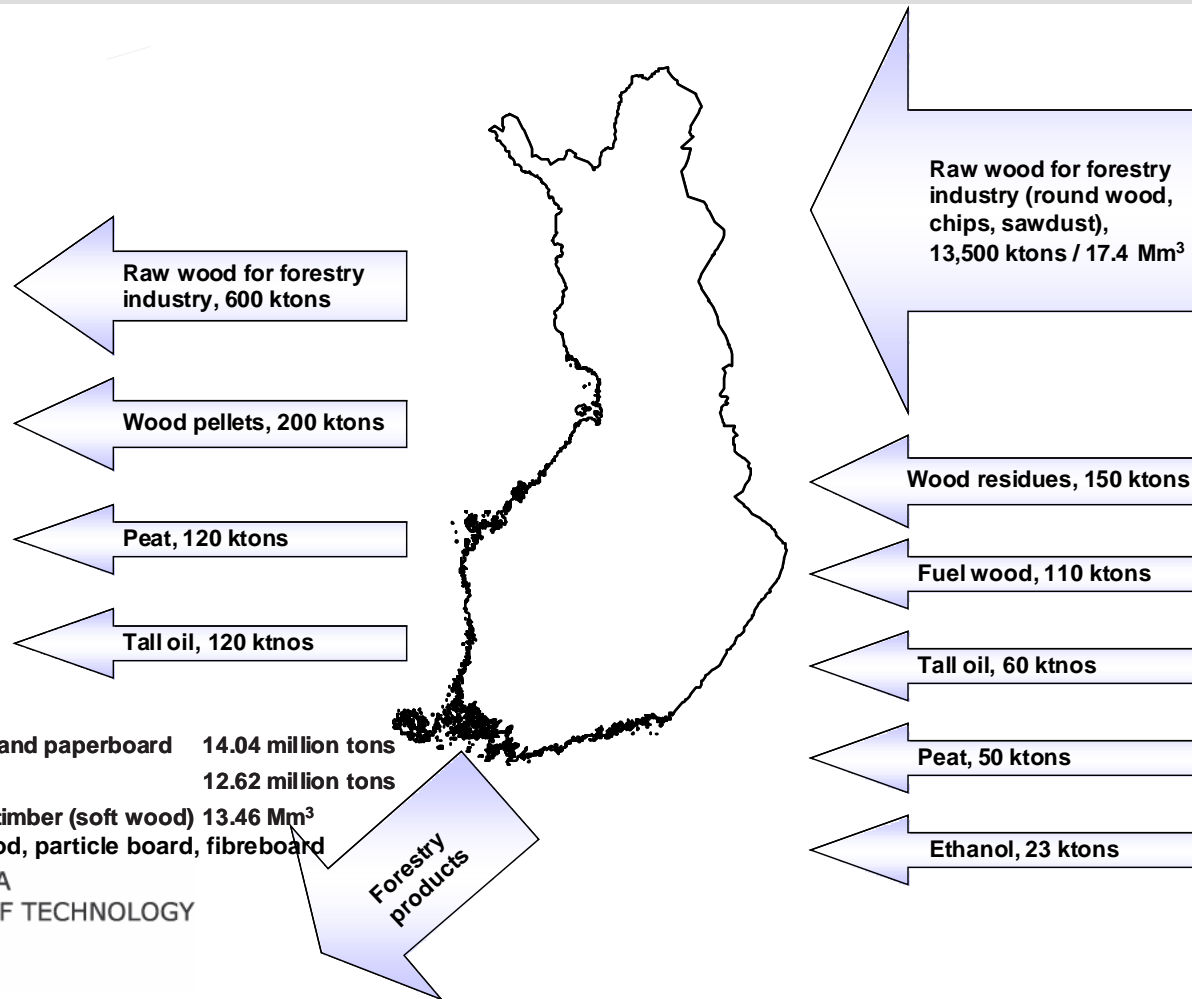 Raw wood for forestry
industry (round wood,
chips, sawdust),
13,500 ktons / 17.4 Mm³
Raw wood for forestry
industry, 600 ktons
Wood pellets, 200 ktons
Peat, 120 ktons
Tall oil, 120 ktnos
Wood residues, 150 ktons
Fuel wood, 110 ktons
Tall oil, 60 ktnos
Peat, 50 ktons
Ethanol, 23 ktons
and paperboard 14.04 million tons
12.62 million tons
timber (soft wood) 13.46 Mm³
od, particle board, fibreboard
Forestry
products
A
F TECHNOLOGY